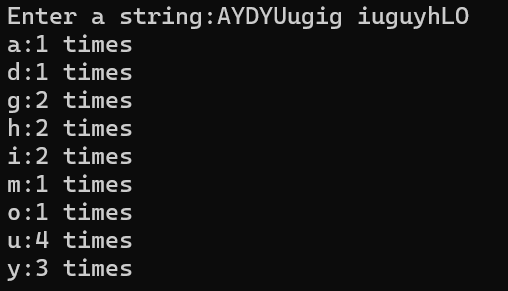 Enter a string:AYDYUugig iuguyhLO
a:1 times
d:1 times
g:2 times
h:2 times
i:2 times
m:1 times
o:1 times
u:4 times
y:3 times